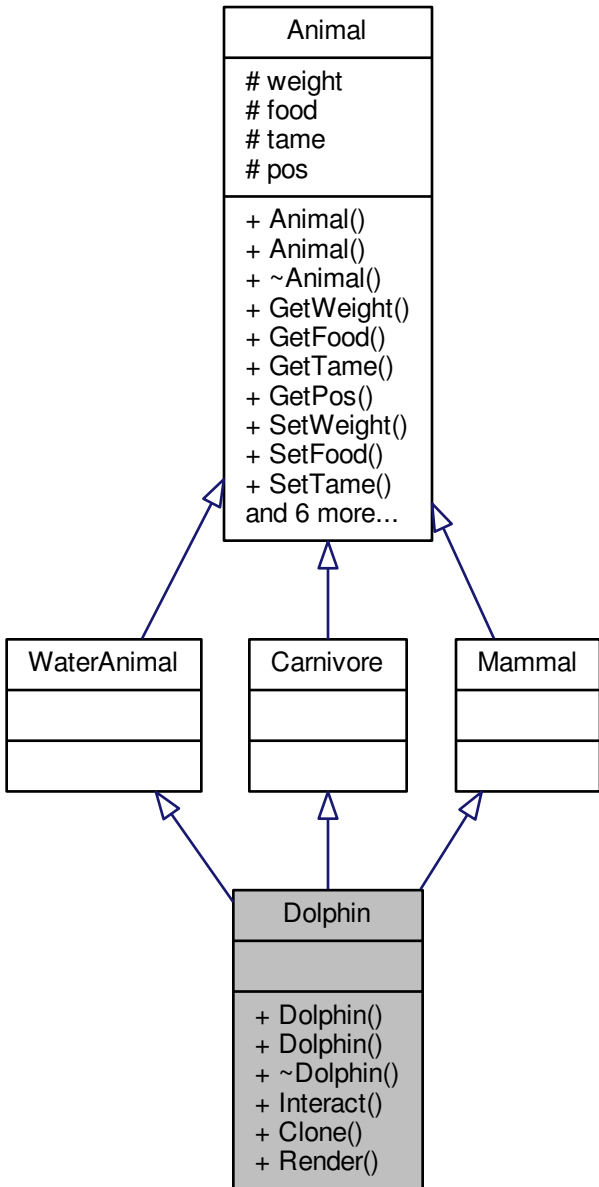 Animal
# weight
# food
# tame
# pos
+ Animal()
+ Animal()
+ ~Animal()
+ GetWeight()
+ GetFood()
+ GetTame()
+ GetPos()
+ SetWeight()
+ SetFood()
+ SetTame()
and 6 more...
WaterAnimal
Carnivore
Mammal
Dolphin
+ Dolphin()
+ Dolphin()
+ ~Dolphin()
+ Interact()
+ Clone()
+ Render()